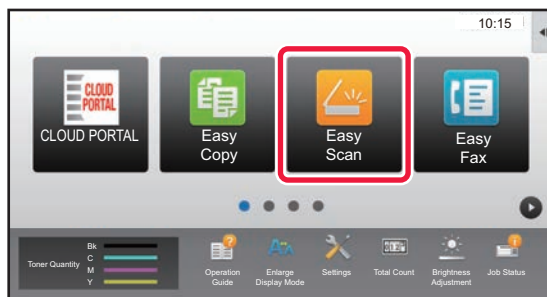 10:15
CLOUD
PORTAL
CLOUD PORTAL
Easy
Copy
Easy
Scan
Easy
Fax
Toner Quantity
Bk
C
M
Y
Operation
Guide
Enlarge
Display Mode
Settings
Total Count
Brightness
Adjustment
Job Status